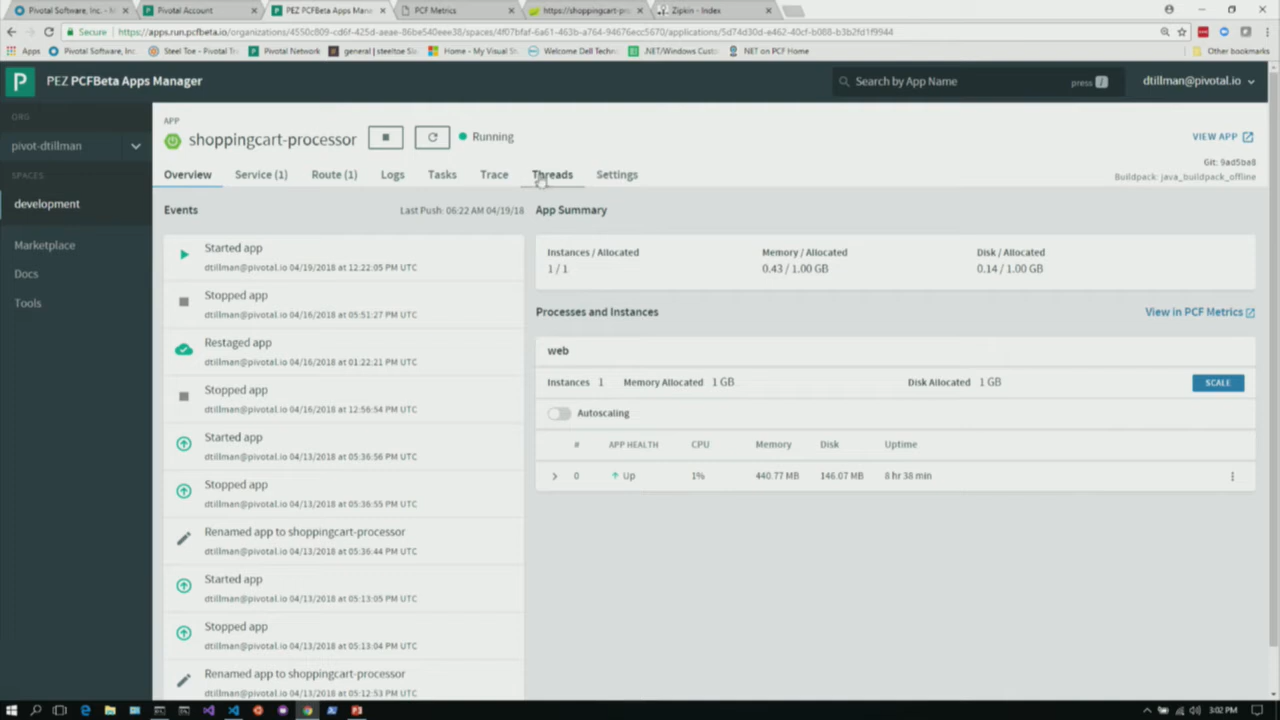 Pivotal Software, Inc. - M
Pivotal Account
PEZ PCFBeta Apps Mana
PCF Metrics
https://shoppingcart-pro
Zipkin - Index
Secure
Apps
Pivotal Software, Inc.
Steel Toe - Pivotal Tra
Pivotal Network
general | steeltoe Slac
Home - My Visual St
Welcome Dell Techn
.NET/Windows Custo
.NET on PCF Home
Other bookmarks
P
PEZ PCFBeta Apps Manager
Search by App Name
press /
dtillman@pivotal.io
ORG
pivot-dtillman
SPACES
development
Marketplace
Docs
Tools
APP
shoppingcart-processor
Running
VIEW APP
Git: 9ad5ba8
Buildpack: java_buildpack_offline
Overview
Service (1)
Route (1)
Logs
Tasks
Trace
Threads
Settings
Events
Last Push: 06:22 AM 04/19/18
Started app
dtillman@pivotal.io 04/19/2018 at 12:22:05 PM UTC
Stopped app
dtillman@pivotal.io 04/16/2018 at 05:51:27 PM UTC
Restaged app
dtillman@pivotal.io 04/16/2018 at 01:22:21 PM UTC
Stopped app
dtillman@pivotal.io 04/16/2018 at 12:56:54 PM UTC
Started app
dtillman@pivotal.io 04/13/2018 at 05:36:56 PM UTC
Stopped app
dtillman@pivotal.io 04/13/2018 at 05:36:55 PM UTC
Renamed app to shoppingcart-processor
dtillman@pivotal.io 04/13/2018 at 05:36:44 PM UTC
Started app
dtillman@pivotal.io 04/13/2018 at 05:13:05 PM UTC
Stopped app
dtillman@pivotal.io 04/13/2018 at 05:13:04 PM UTC
Renamed app to shoppingcart-processor
dtillman@pivotal.io 04/13/2018 at 05:12:53 PM UTC
App Summary
Instances / Allocated
1 / 1
Memory / Allocated
0.43 / 1.00 GB
Disk / Allocated
0.14 / 1.00 GB
Processes and Instances
View in PCF Metrics
web
Instances 1 Memory Allocated 1 GB Disk Allocated 1 GB
SCALE
Autoscaling
# APP HEALTH CPU Memory Disk Uptime
0 Up 1% 440.77 MB 146.07 MB 8 hr 38 min
3:02 PM